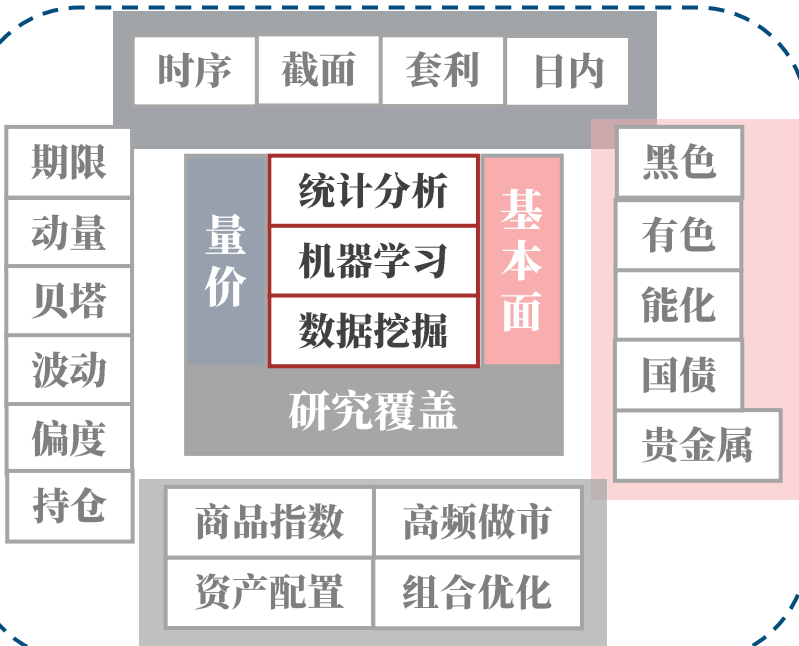 时序 截面 套利 日内
期限
动量
贝塔
波动
偏度
持仓
量价
统计分析
机器学习
数据挖掘
基本面
研究覆盖
黑色
有色
能化
国债
贵金属
商品指数 高频做市
资产配置 组合优化